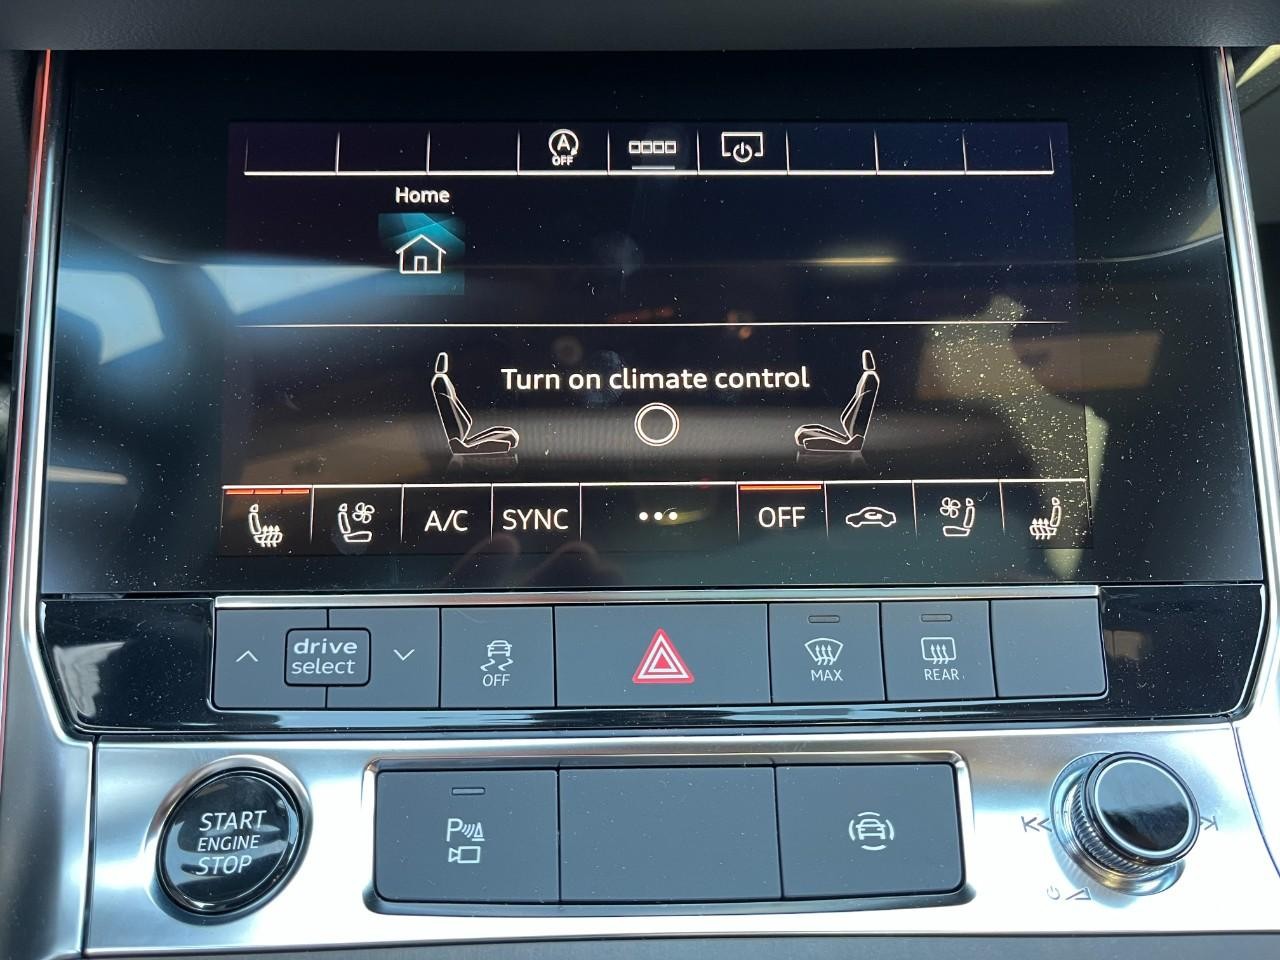 A
OFF
Home
Turn on climate control
A/C
SYNC
OFF
drive
select
OFF
MAX
REAR
START
ENGINE
STOP
P